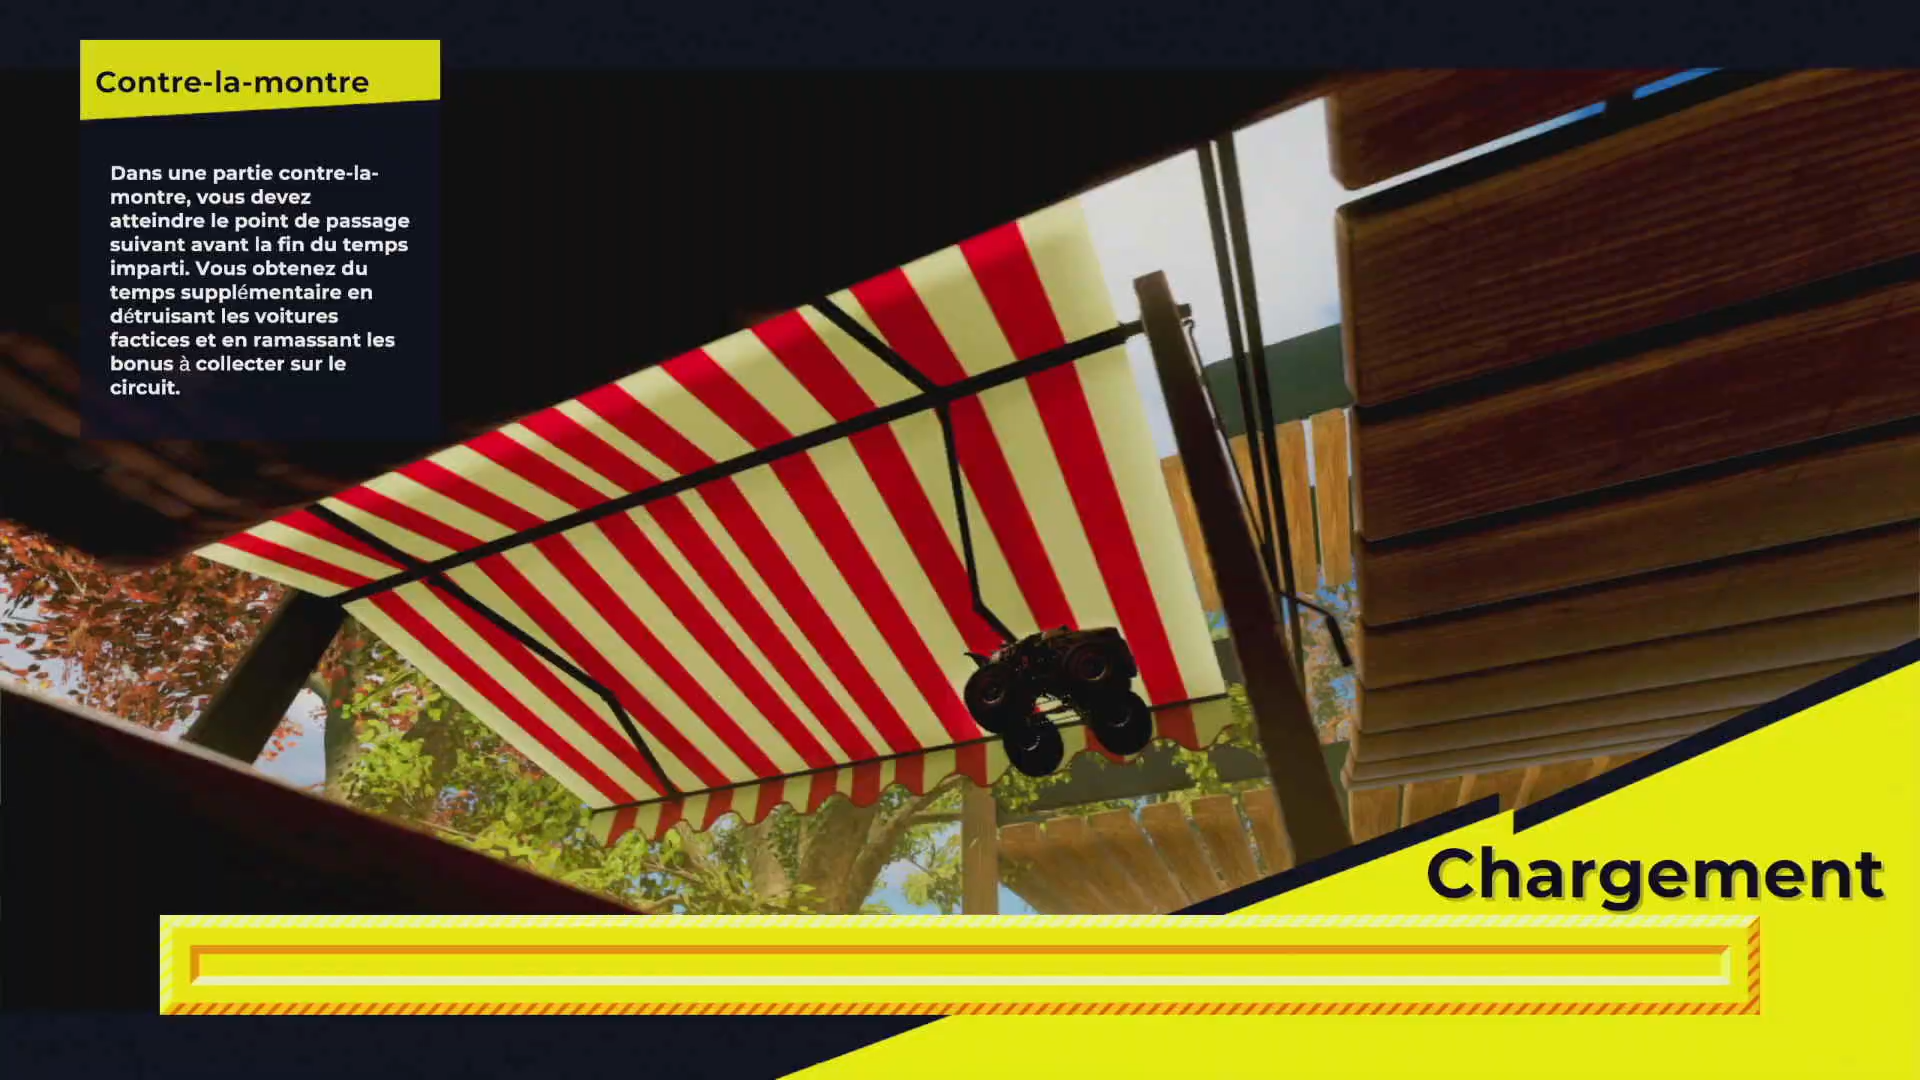 Contre-la-montre
Dans une partie contre-la-
montre, vous devez
atteindre le point de passage
suivant avant la fin du temps
imparti. Vous obtenez du
temps supplémentaire en
détruisant les voitures
factices et en ramassant les
bonus à collecter sur le
circuit.
Chargement